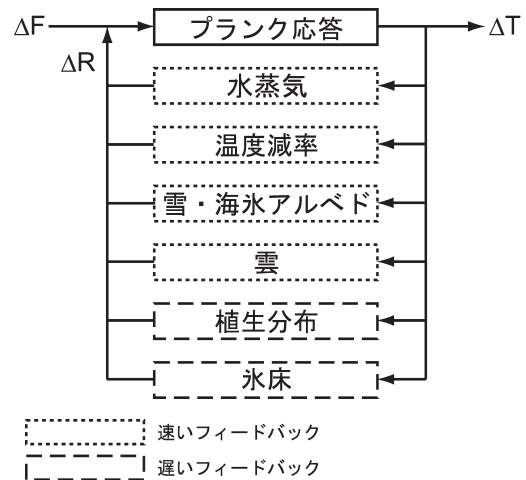 ΔF プランク応答 ΔT
ΔR
水蒸気
温度減率
雪・海氷アルベド
雲
植生分布
氷床
速いフィードバック
遅いフィードバック